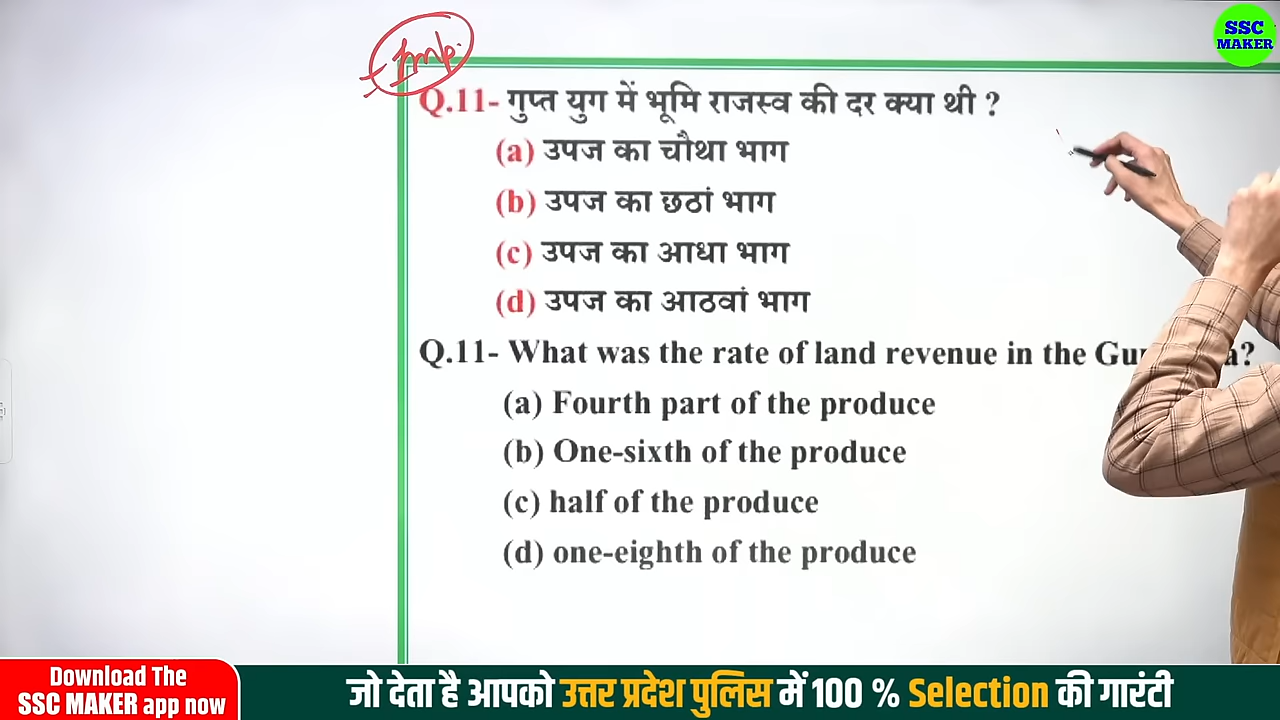 SSC
MAKER
Imp.
Q.11- गुप्त युग में भूमि राजस्व की दर क्या थी ?
(a) उपज का चौथा भाग
(b) उपज का छठां भाग
(c) उपज का आधा भाग
(d) उपज का आठवां भाग
Q.11- What was the rate of land revenue in the
(a) Fourth part of the produce
(b) One-sixth of the produce
(c) half of the produce
(d) one-eighth of the produce
Download The
SSC MAKER app now
जो देता है आपको उत्तर प्रदेश पुलिस में 100 % Selection की गारंटी